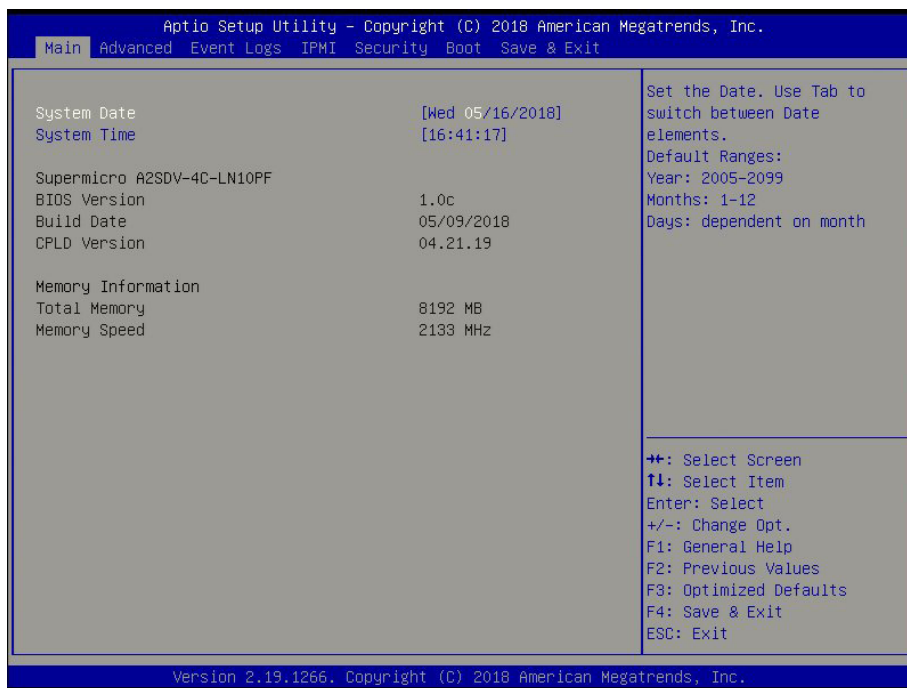 Aptio Setup Utility – Copyright (C) 2018 American Megatrends, Inc.
Main Advanced Event Logs IPMI Security Boot Save & Exit
System Date [Wed 05/16/2018]
System Time [16:41:17]
Supermicro A2SDV-4C-LN10PF
BIOS Version 1.0c
Build Date 05/09/2018
CPLD Version 04.21.19
Memory Information
Total Memory 8192 MB
Memory Speed 2133 MHz
Set the Date. Use Tab to
switch between Date
elements.
Default Ranges:
Year: 2005-2099
Months: 1-12
Days: dependent on month
→←: Select Screen
↑↓: Select Item
Enter: Select
+/-: Change Opt.
F1: General Help
F2: Previous Values
F3: Optimized Defaults
F4: Save & Exit
ESC: Exit
Version 2.19.1266. Copyright (C) 2018 American Megatrends, Inc.